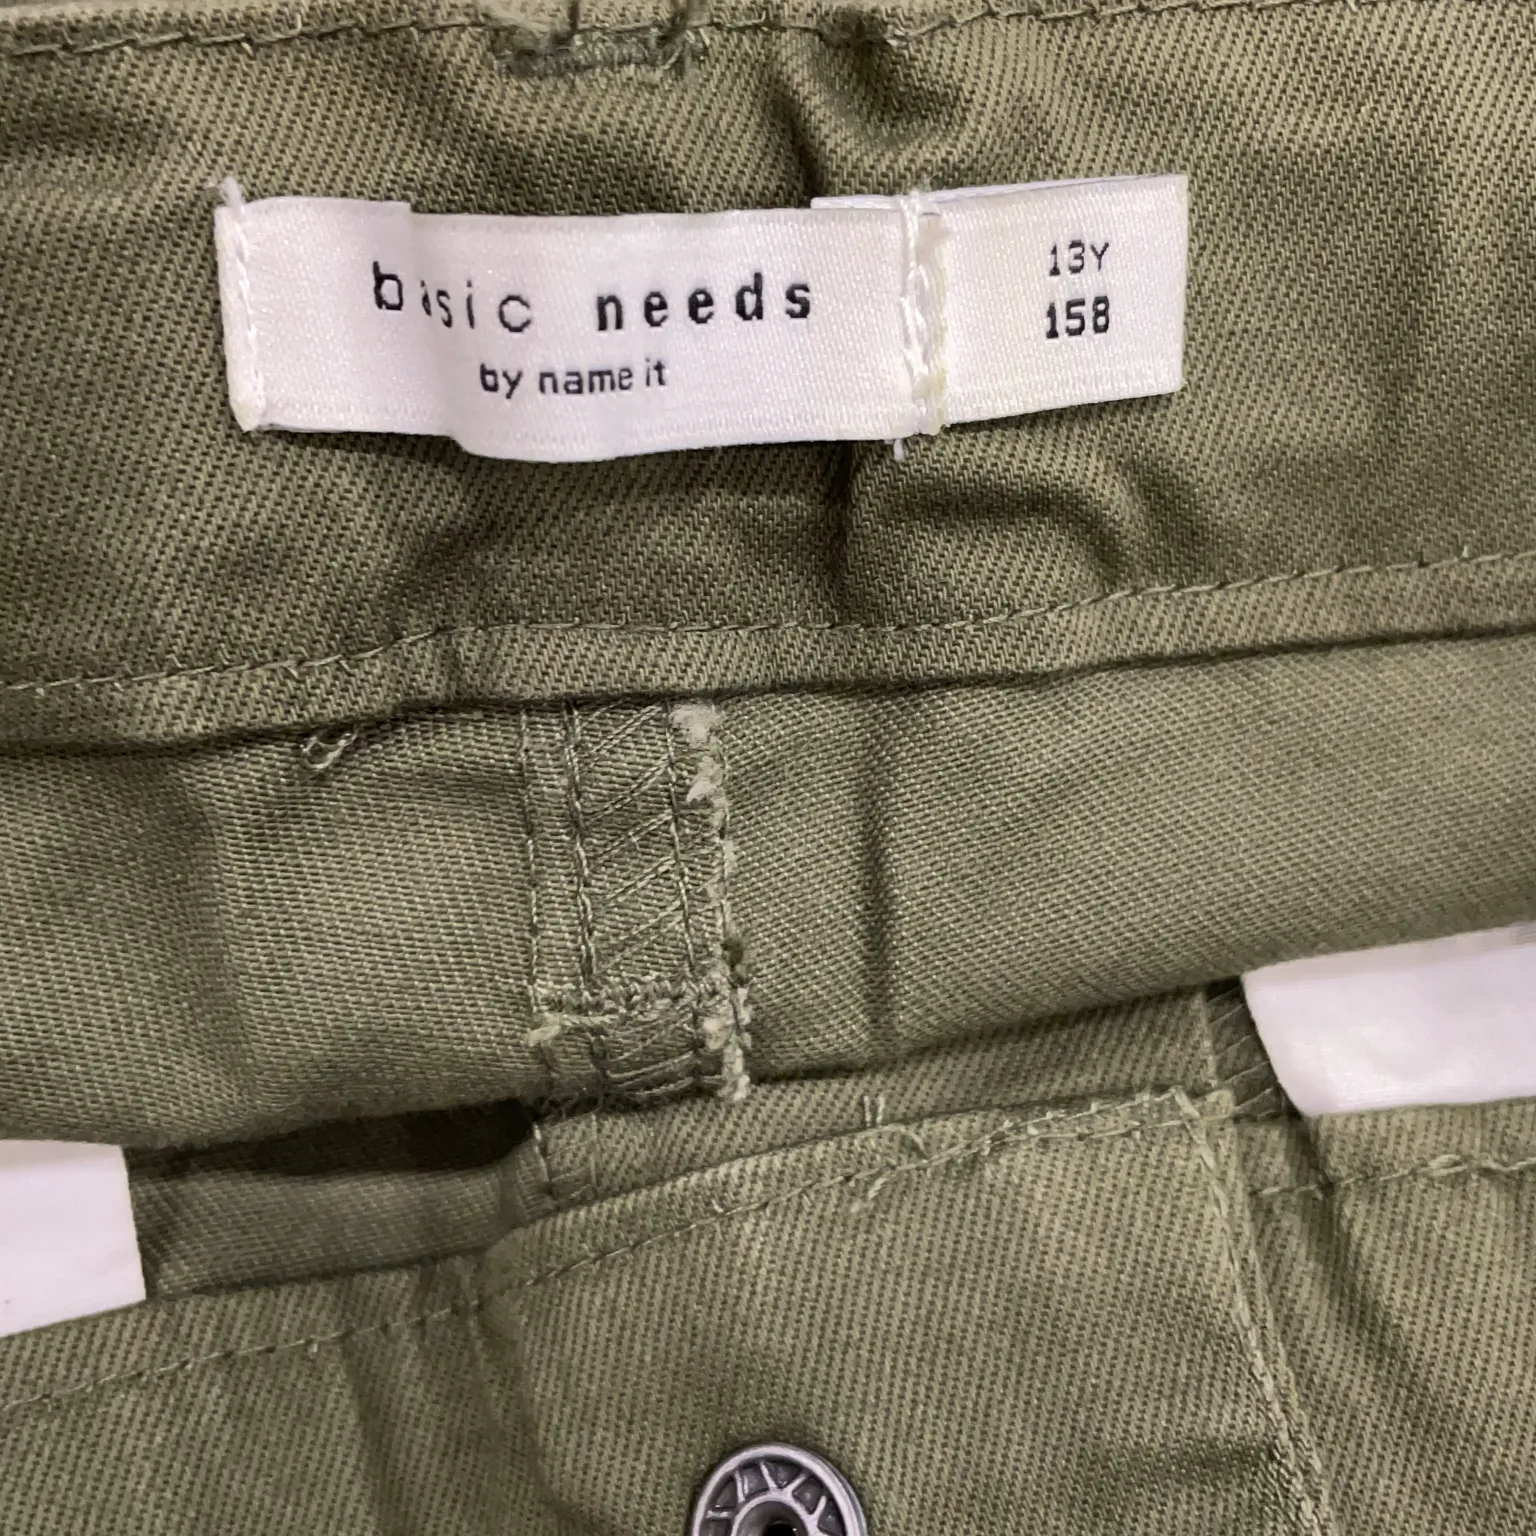 basic needs
by name it
13Y
158